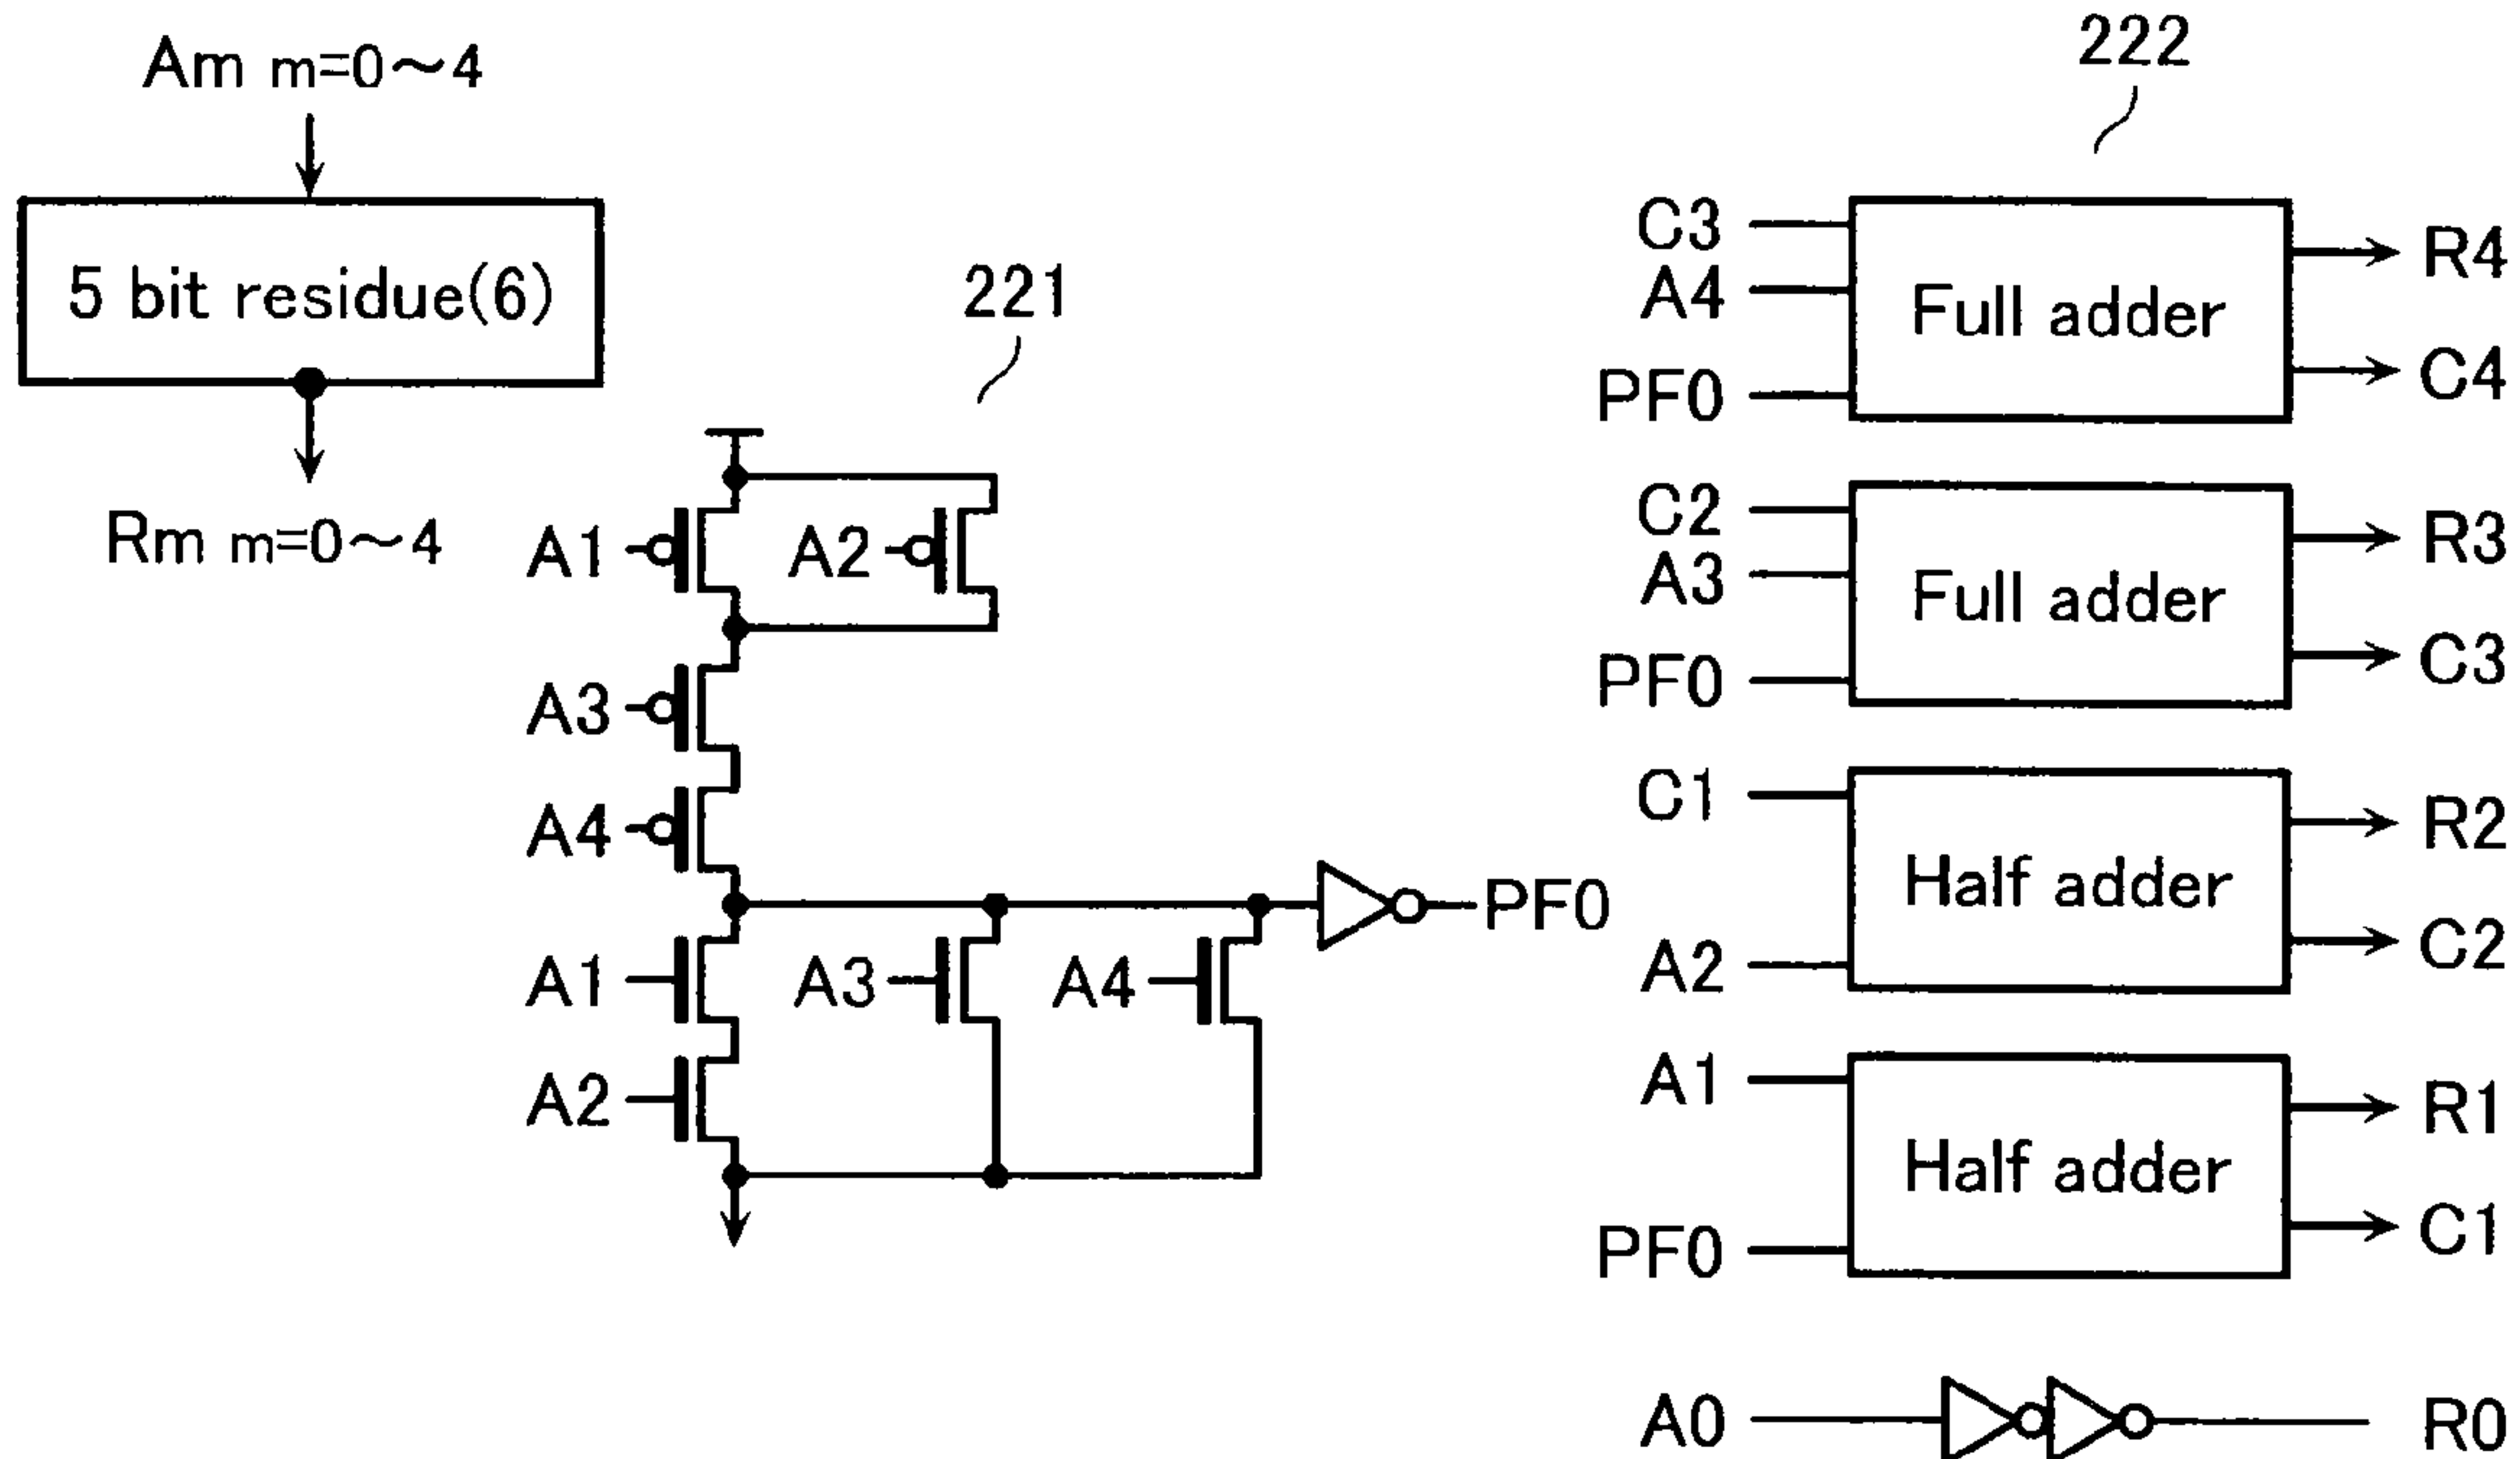 Am m=0～4
5 bit residue(6)
Rm m=0～4
221
A1
A2
A3
A4
PF0
A1
A3
A4
A2
222
C3
A4
PF0
Full adder
R4
C4
C2
A3
PF0
Full adder
R3
C3
C1
A2
Half adder
R2
C2
A1
PF0
Half adder
R1
C1
A0
R0